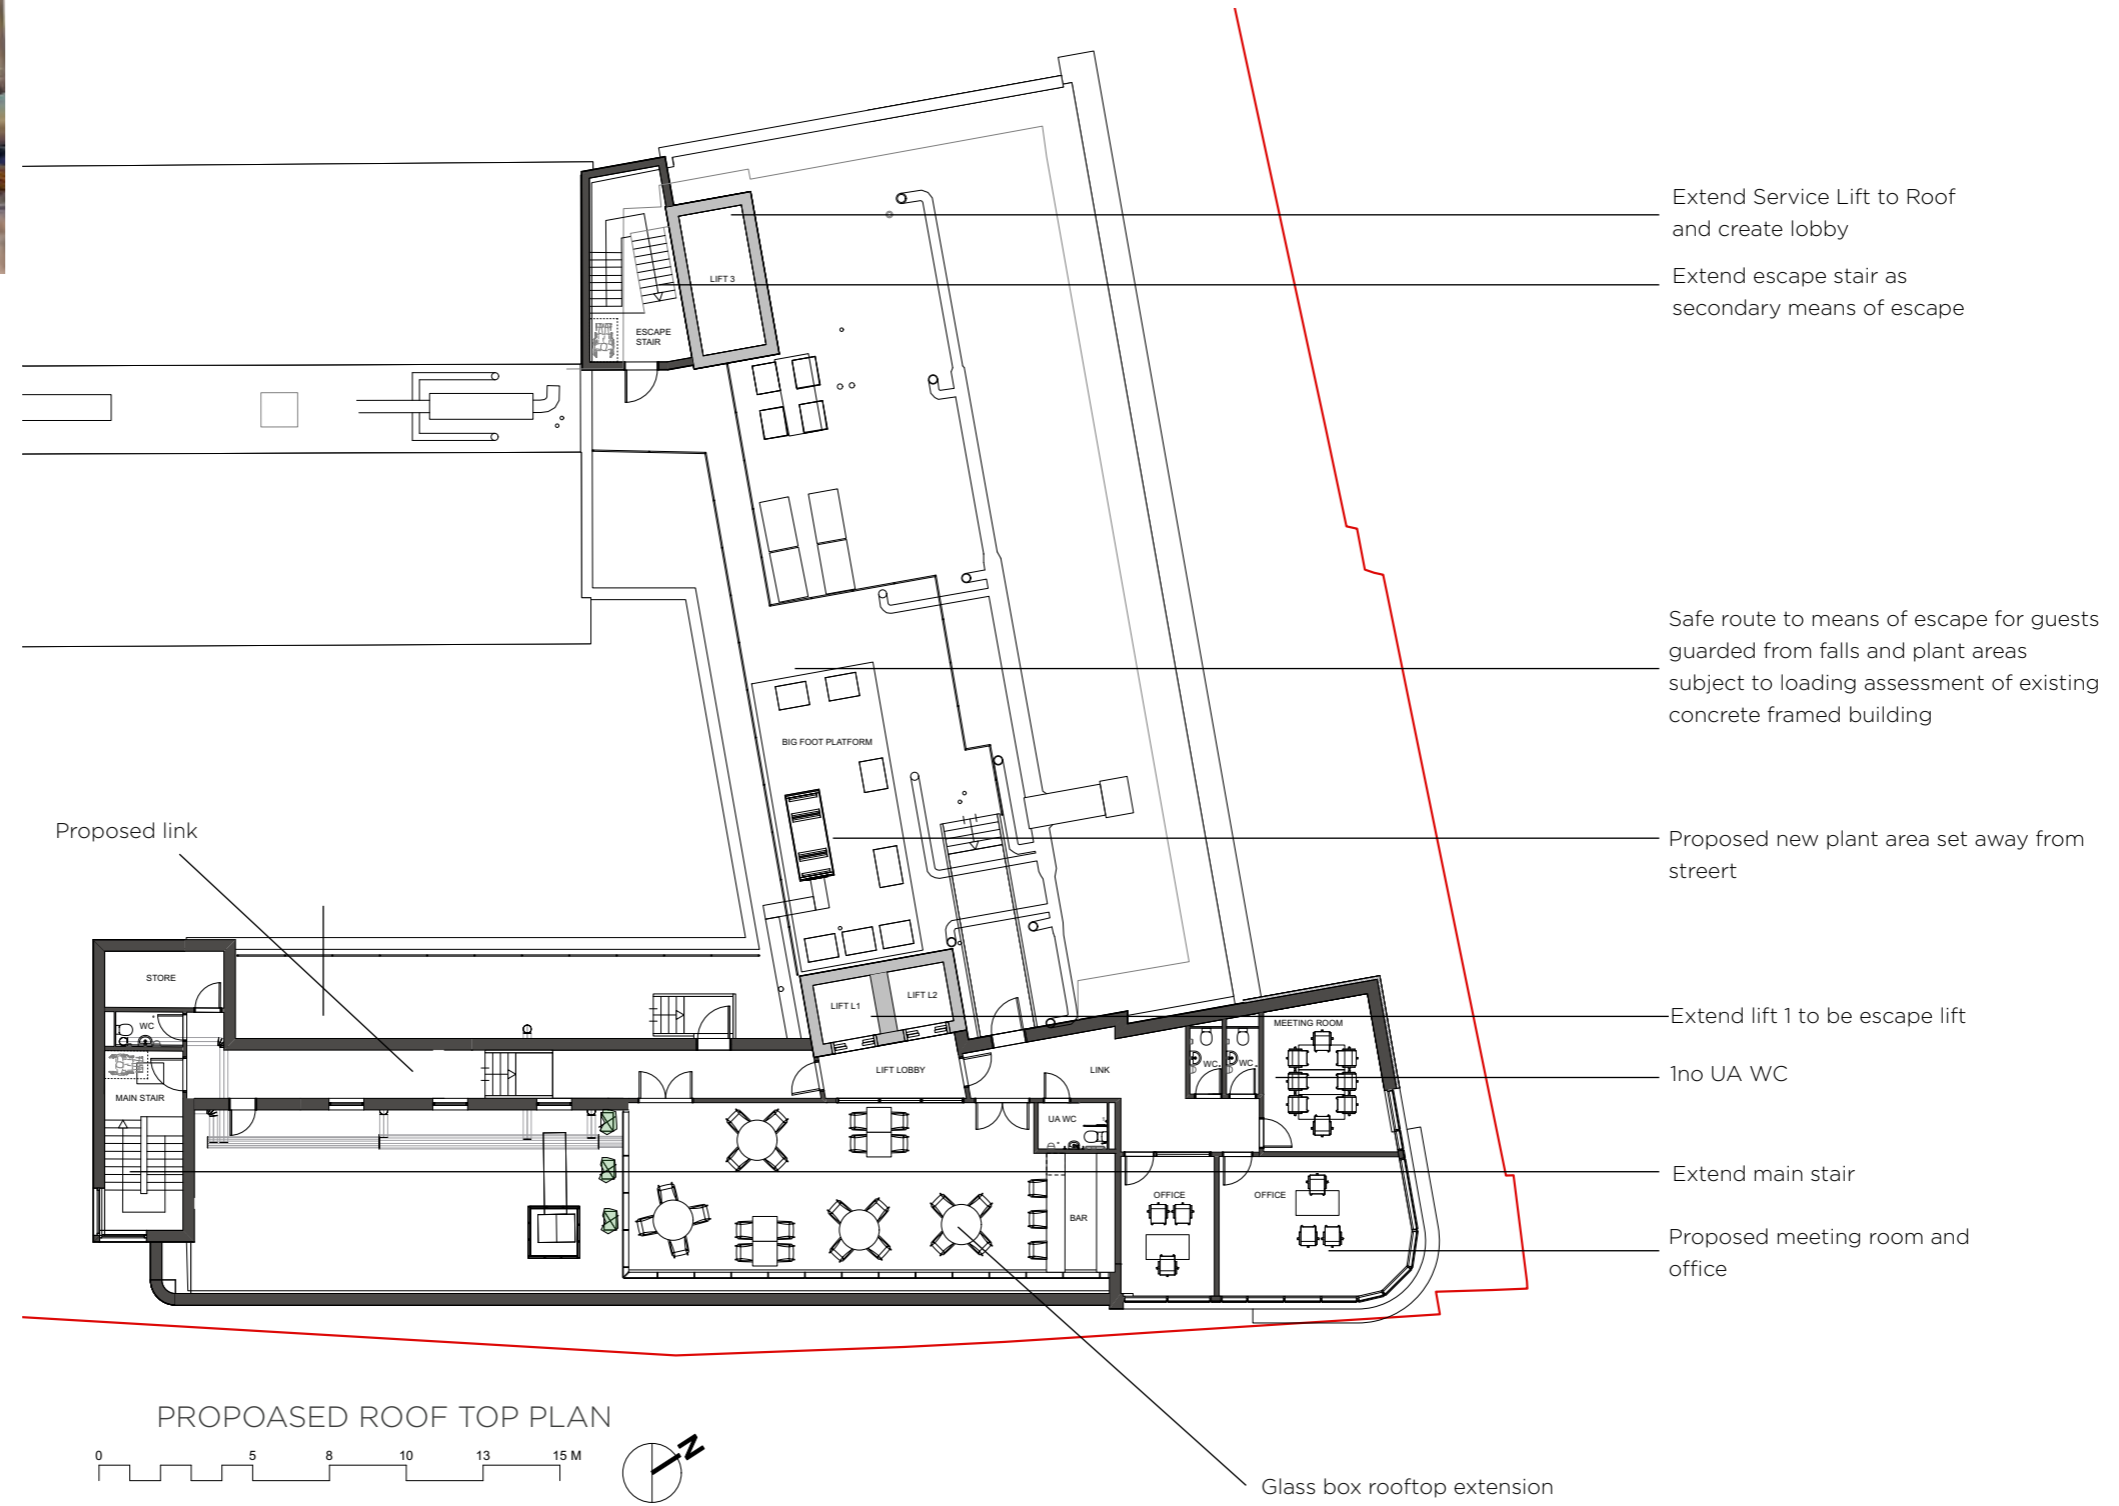 Extend Service Lift to Roof
and create lobby
Extend escape stair as
secondary means of escape
LIFT 3
ESCAPE
STAIR
Safe route to means of escape for guests
guarded from falls and plant areas
subject to loading assessment of existing
concrete framed building
BIG FOOT PLATFORM
Proposed link
Proposed new plant area set away from
streert
STORE
LIFT L1
LIFT L2
Extend lift 1 to be escape lift
WC
MEETING ROOM
WC
WC
LIFT LOBBY
LINK
1no UA WC
MAIN STAIR
UA WC
Extend main stair
OFFICE
OFFICE
BAR
Proposed meeting room and
office
PROPOASED ROOF TOP PLAN
0 5 8 10 13 15 M
N
Glass box rooftop extension